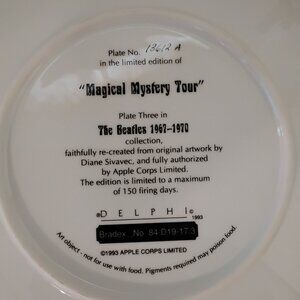 Plate No. 13612 A
in the limited edition of
"Magical Mystery Tour"
Plate Three in
The Beatles 1967-1970
collection,
faithfully re-created from original artwork by
Diane Sivavec, and fully authorized
by Apple Corps Limited.
The edition is limited to a maximum
of 150 firing days.
®DELPHI©
1993
Bradex No. 84-D19-17.3
©1993 APPLE CORPS LIMITED
Art object - not for use with food. Pigments required may poison food.